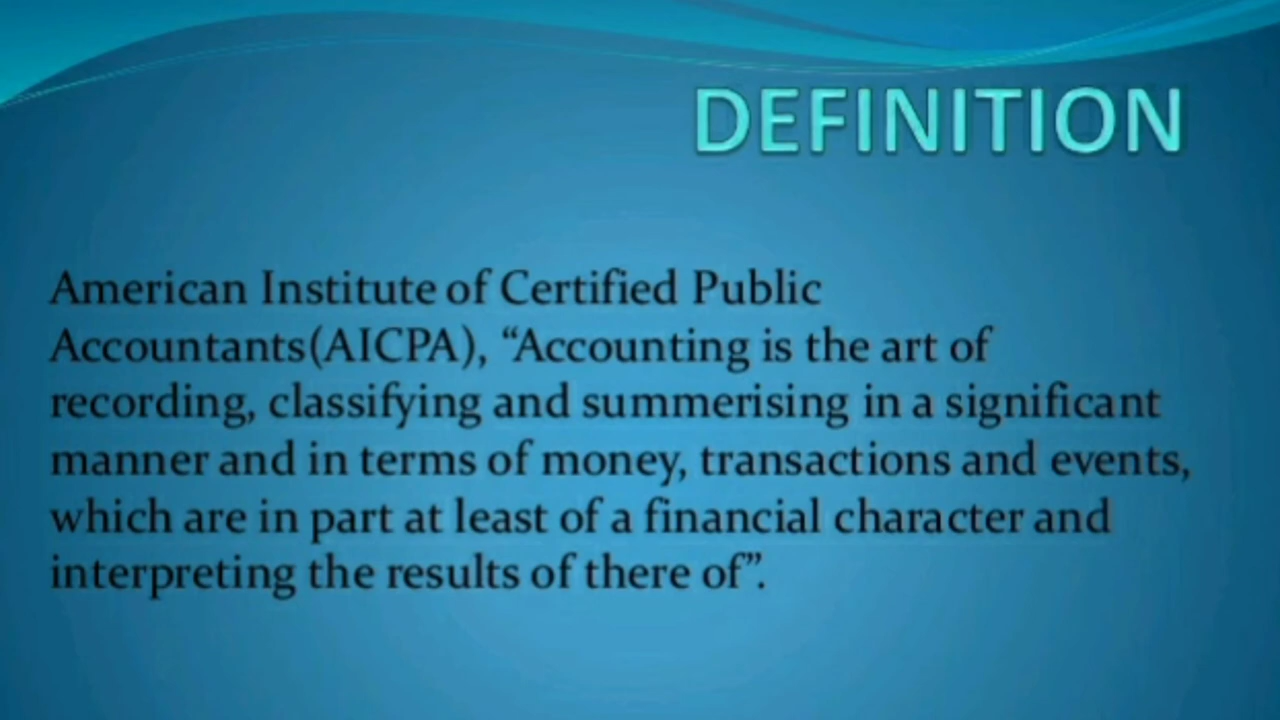 DEFINITION
American Institute of Certified Public
Accountants(AICPA), “Accounting is the art of
recording, classifying and summerising in a significant
manner and in terms of money, transactions and events,
which are in part at least of a financial character and
interpreting the results of there of”.